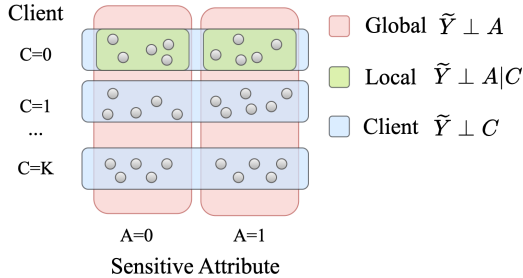 Client
C=0
C=1
...
C=K
A=0 A=1
Sensitive Attribute
Global Ỹ ⊥ A
Local Ỹ ⊥ A|C
Client Ỹ ⊥ C